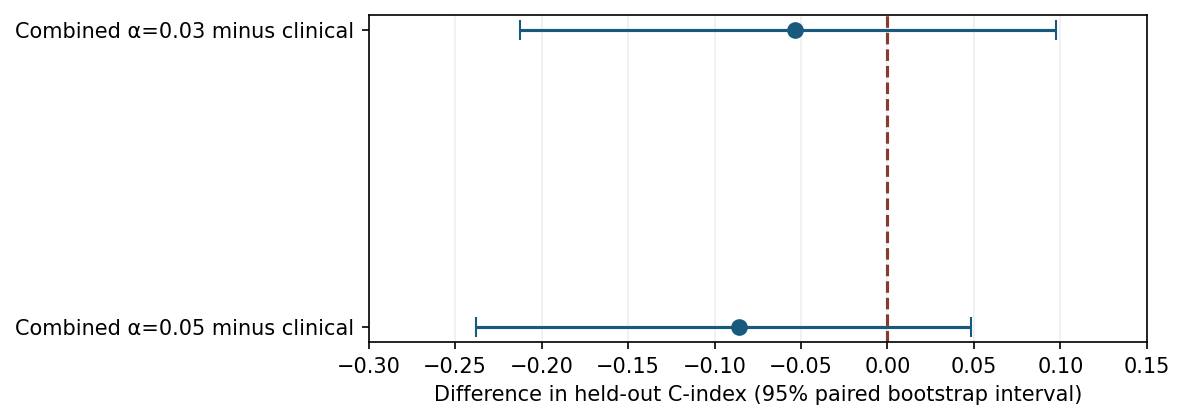 Combined α=0.03 minus clinical
Combined α=0.05 minus clinical
−0.30 −0.25 −0.20 −0.15 −0.10 −0.05 0.00 0.05 0.10 0.15
Difference in held-out C-index (95% paired bootstrap interval)